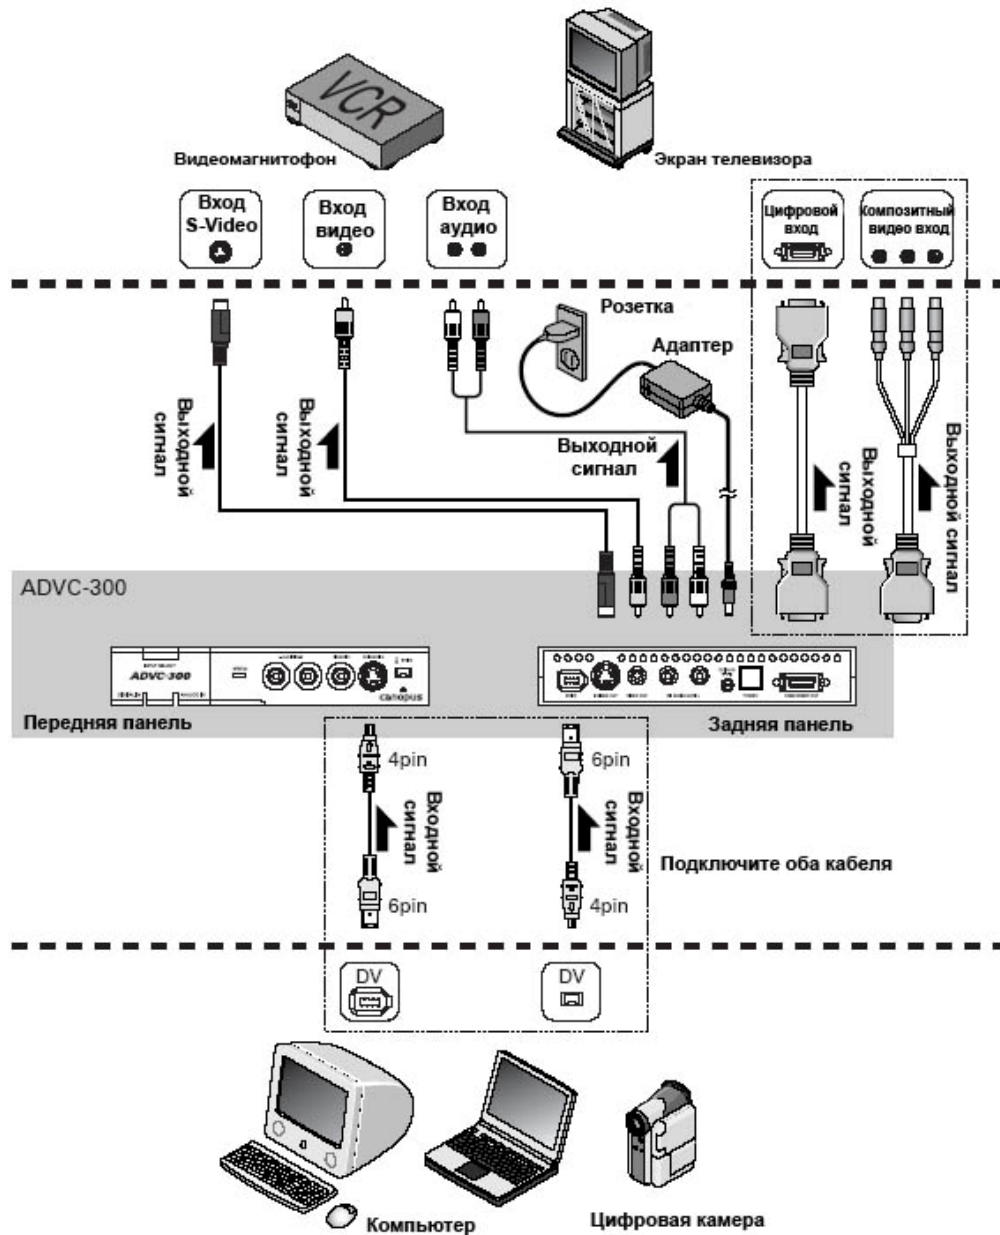 VCR
Видеомагнитофон
Экран телевизора
Вход
S-Video
Вход
видео
Вход
аудио
Цифровой
вход
Композитный
видео вход
Розетка
Адаптер
Выходной
сигнал
Выходной
сигнал
Выходной
сигнал
Выходной
сигнал
Выходной сигнал
ADVC-300
ADVC-300
canopus
Передняя панель
Задняя панель
4pin
6pin
Входной
сигнал
Входной
сигнал
Подключите оба кабеля
6pin
4pin
DV
DV
Компьютер
Цифровая камера